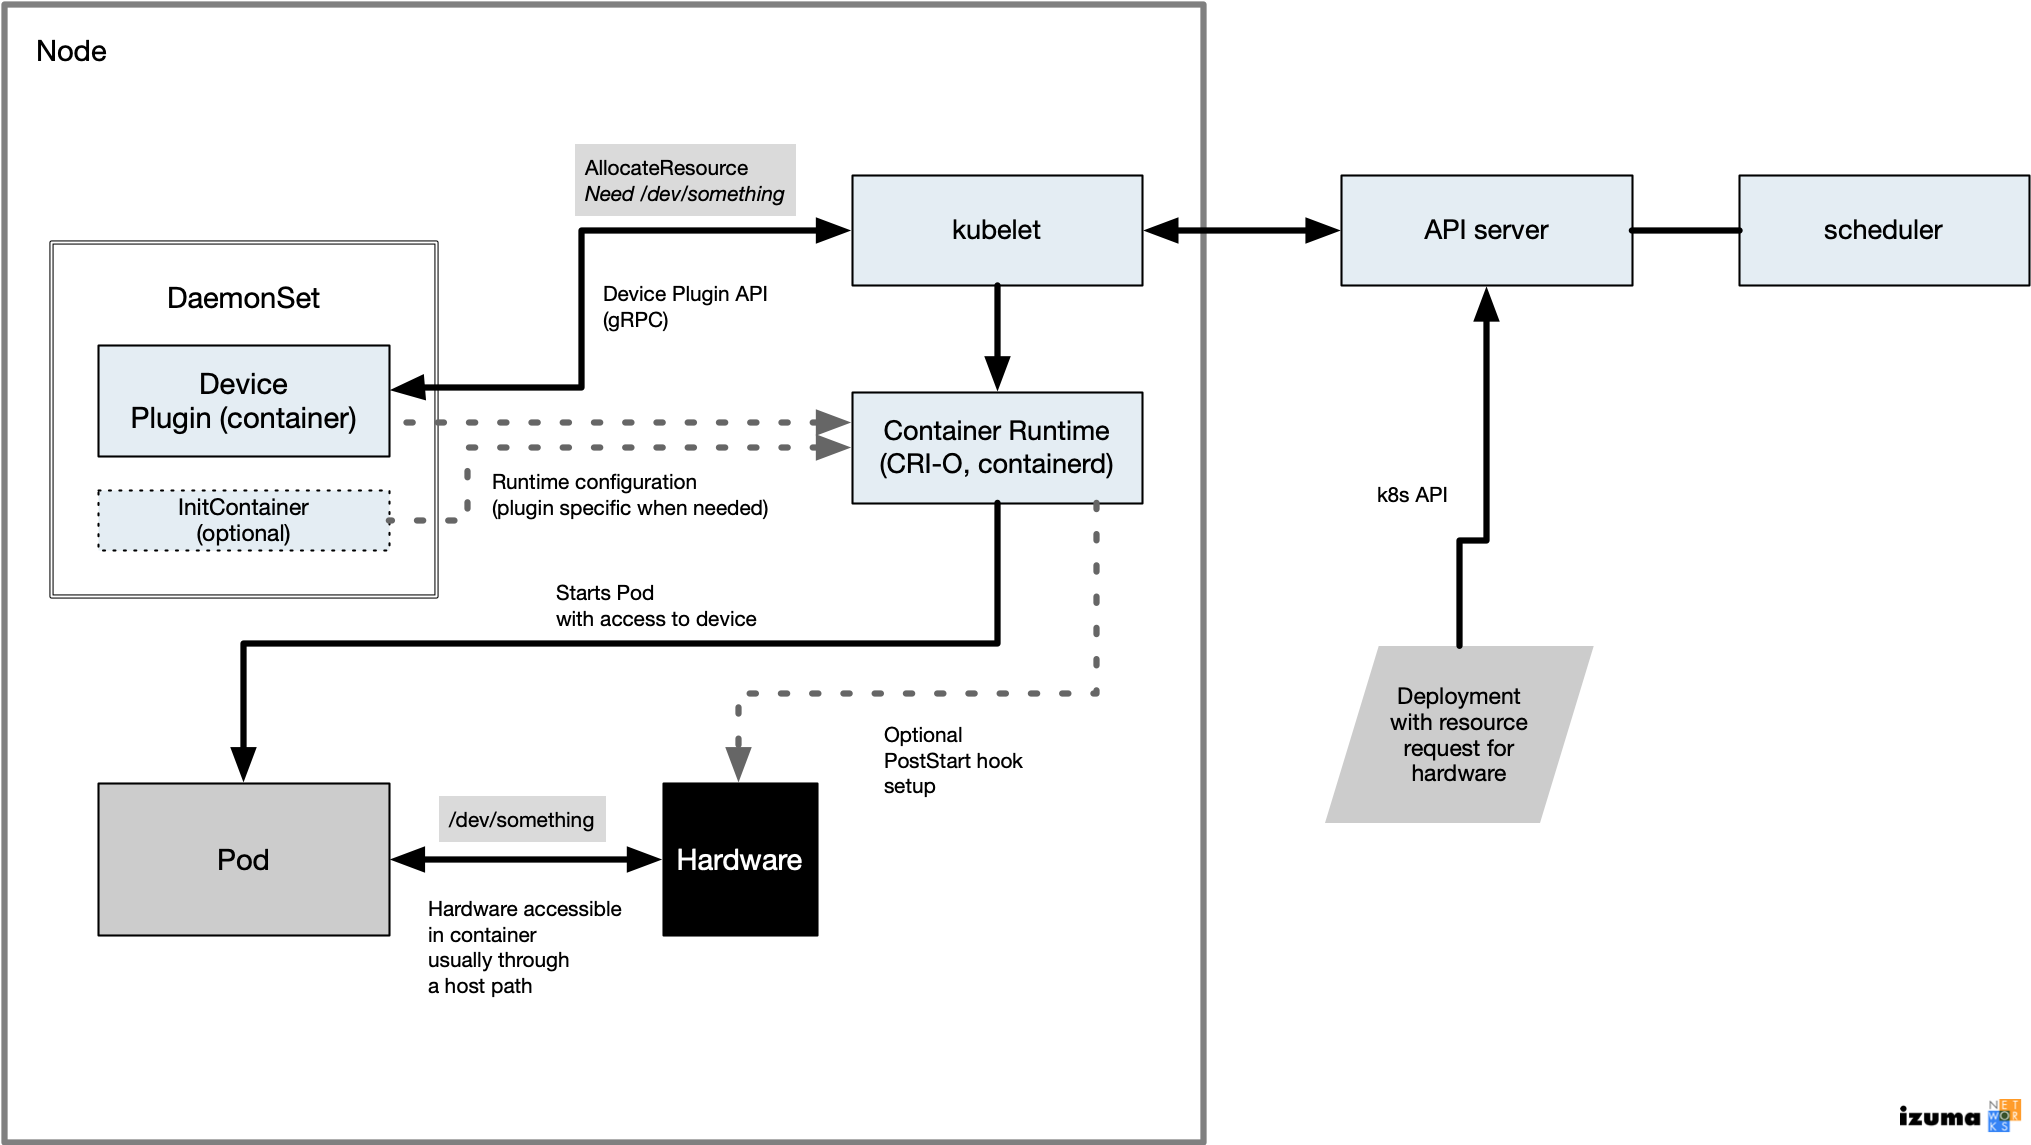 Node
AllocateResource
Need /dev/something
kubelet
API server
scheduler
DaemonSet
Device Plugin API
(gRPC)
Device
Plugin (container)
Container Runtime
(CRI-O, containerd)
InitContainer
(optional)
Runtime configuration
(plugin specific when needed)
k8s API
Starts Pod
with access to device
Deployment
with resource
request for
hardware
Optional
PostStart hook
setup
/dev/something
Pod
Hardware
Hardware accessible
in container
usually through
a host path
izuma
NET
WOR
KS